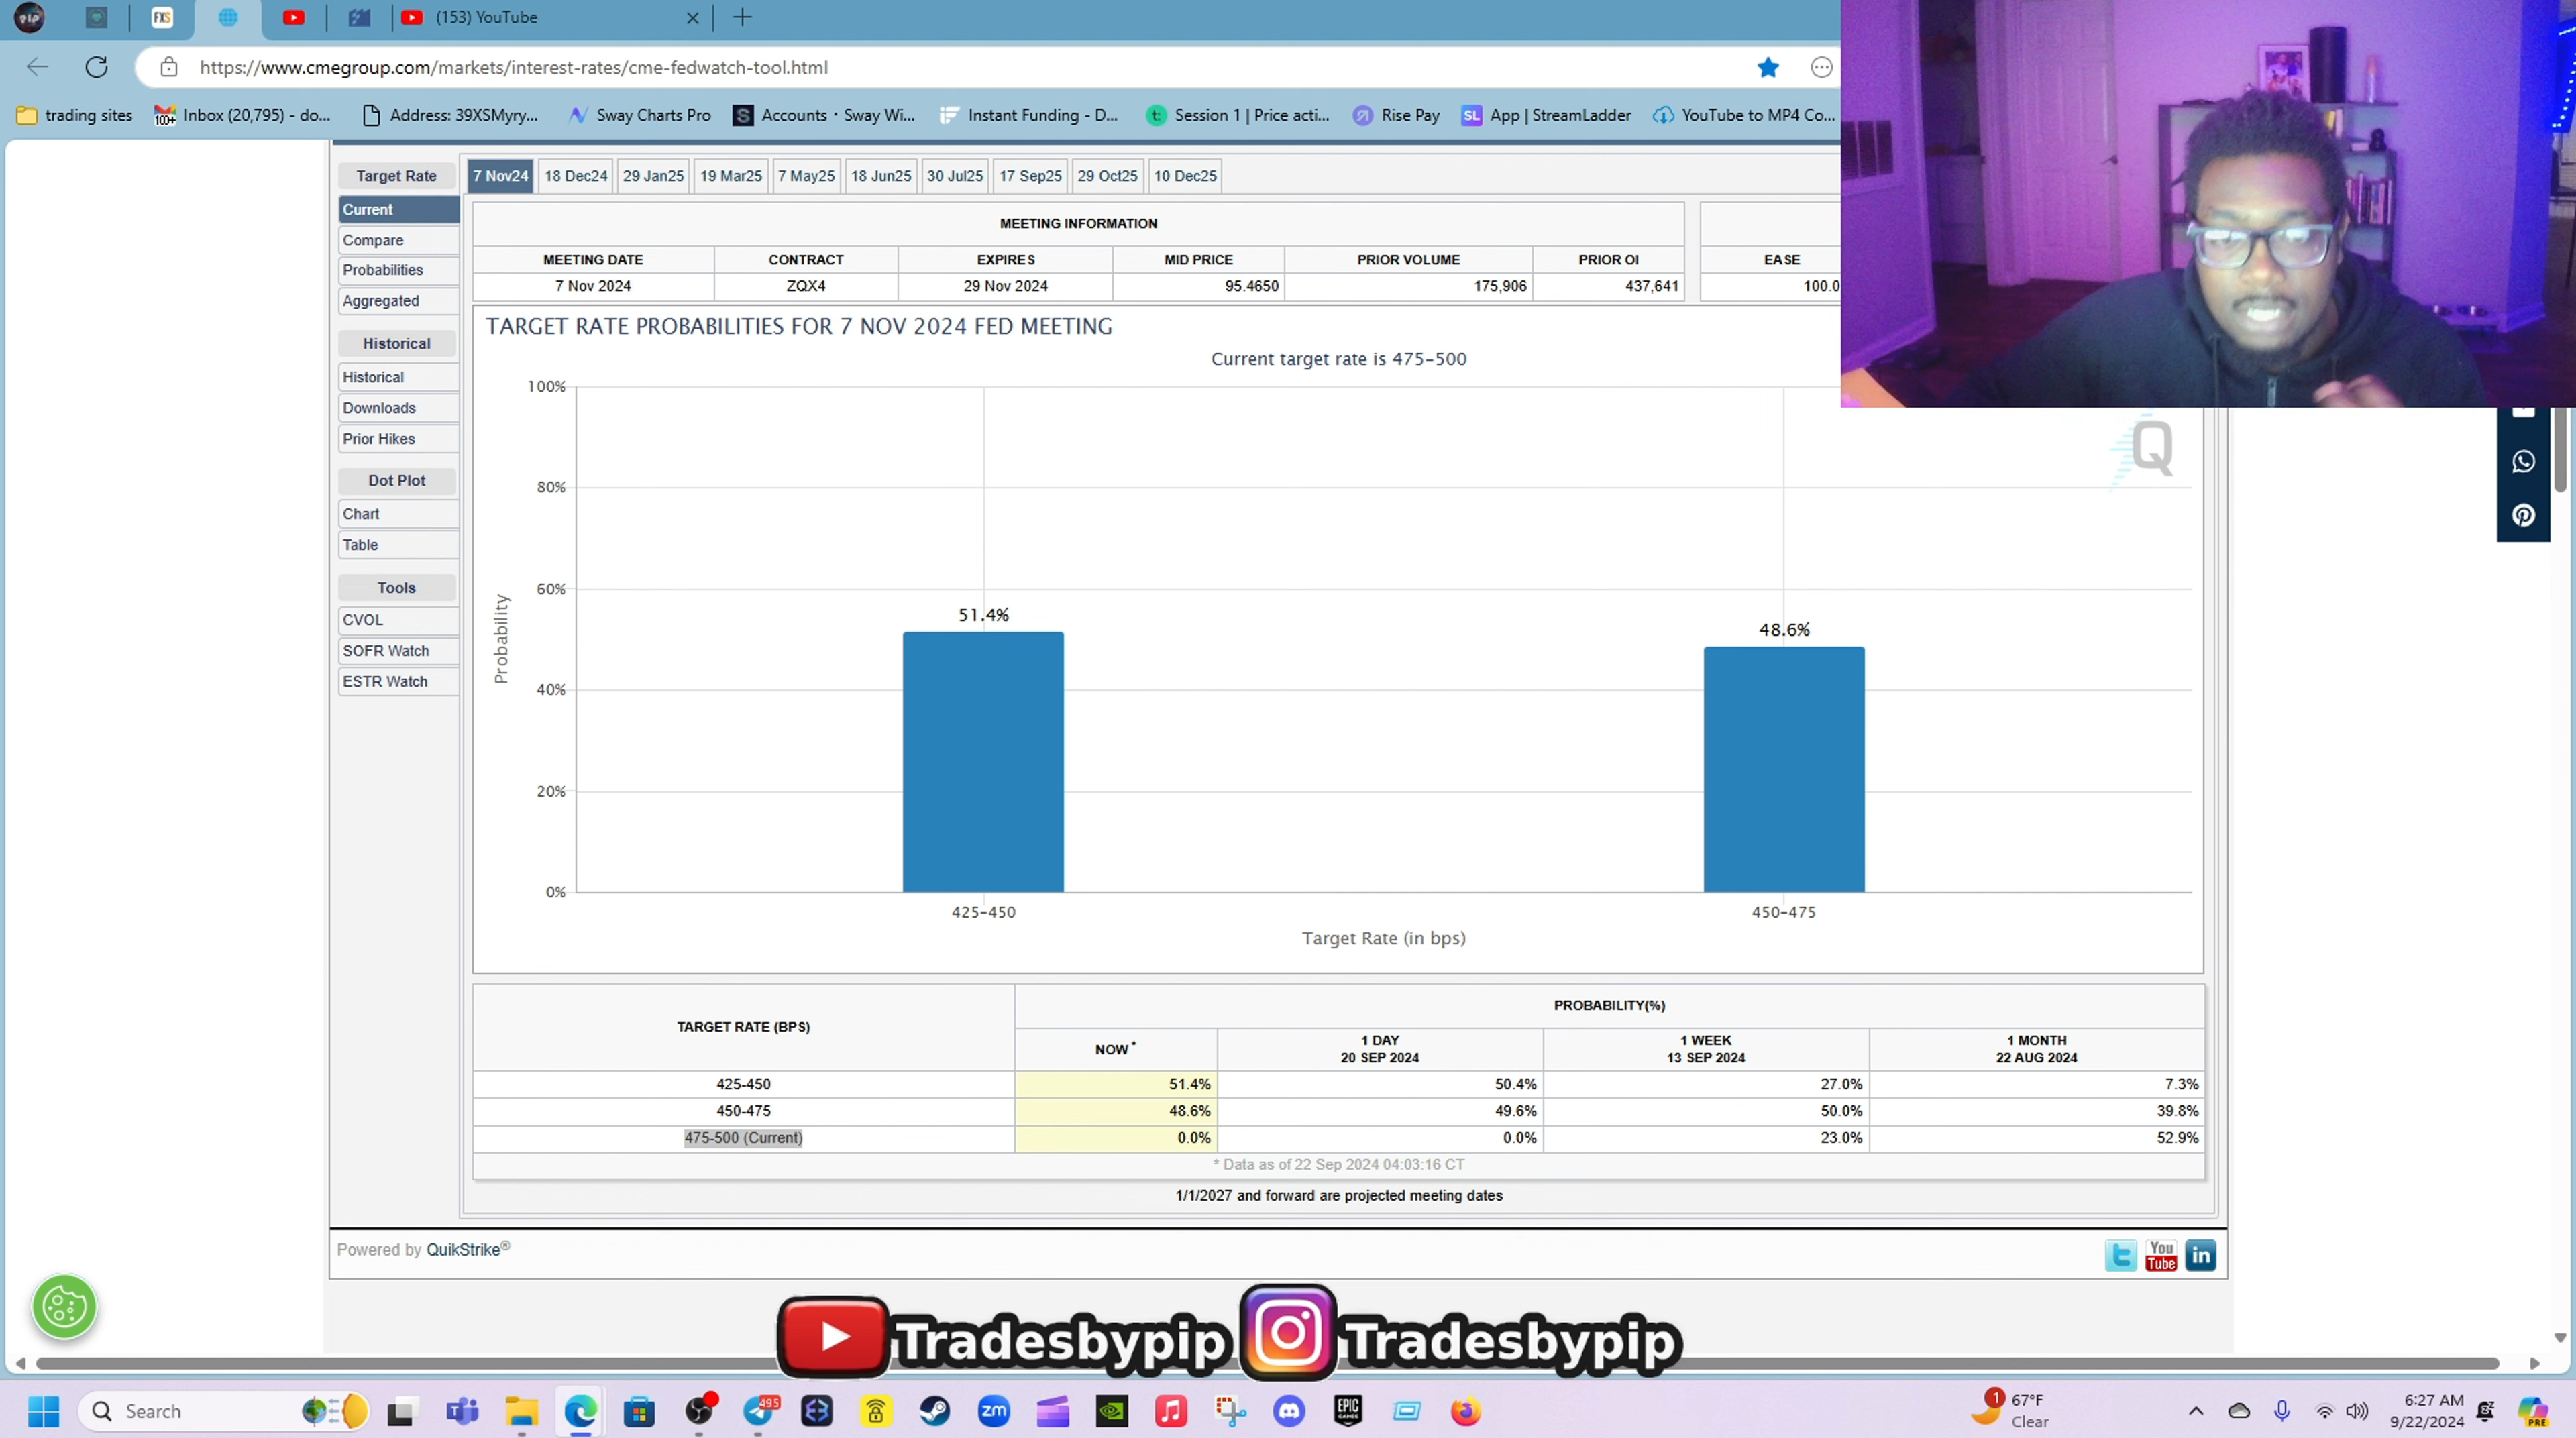 (153) YouTube
https://www.cmegroup.com/markets/interest-rates/cme-fedwatch-tool.html
trading sites
Inbox (20,795) - do...
Address: 39XSMyry...
Sway Charts Pro
Accounts · Sway Wi...
Instant Funding - D...
Session 1 | Price acti...
Rise Pay
App | StreamLadder
YouTube to MP4 Co...
Target Rate
Current
Compare
Probabilities
Aggregated
Historical
Historical
Downloads
Prior Hikes
Dot Plot
Chart
Table
Tools
CVOL
SOFR Watch
ESTR Watch
7 Nov24 18 Dec24 29 Jan25 19 Mar25 7 May25 18 Jun25 30 Jul25 17 Sep25 29 Oct25 10 Dec25
MEETING INFORMATION
MEETING DATE CONTRACT EXPIRES MID PRICE PRIOR VOLUME PRIOR OI EASE
7 Nov 2024 ZQX4 29 Nov 2024 95.4650 175,906 437,641 100.0
TARGET RATE PROBABILITIES FOR 7 NOV 2024 FED MEETING
Current target rate is 475-500
Probability
100%
80%
60%
40%
20%
0%
51.4%
48.6%
425-450 450-475
Target Rate (in bps)
Q
TARGET RATE (BPS) PROBABILITY(%)
NOW * 1 DAY 1 WEEK 1 MONTH
20 SEP 2024 13 SEP 2024 22 AUG 2024
425-450 51.4% 50.4% 27.0% 7.3%
450-475 48.6% 49.6% 50.0% 39.8%
475-500 (Current) 0.0% 0.0% 23.0% 52.9%
* Data as of 22 Sep 2024 04:03:16 CT
1/1/2027 and forward are projected meeting dates
Powered by QuikStrike®
You Tube in
Tradesbypip Tradesbypip
Search
495
zm
EPIC GAMES
1
67°F
Clear
6:27 AM
9/22/2024
PRE